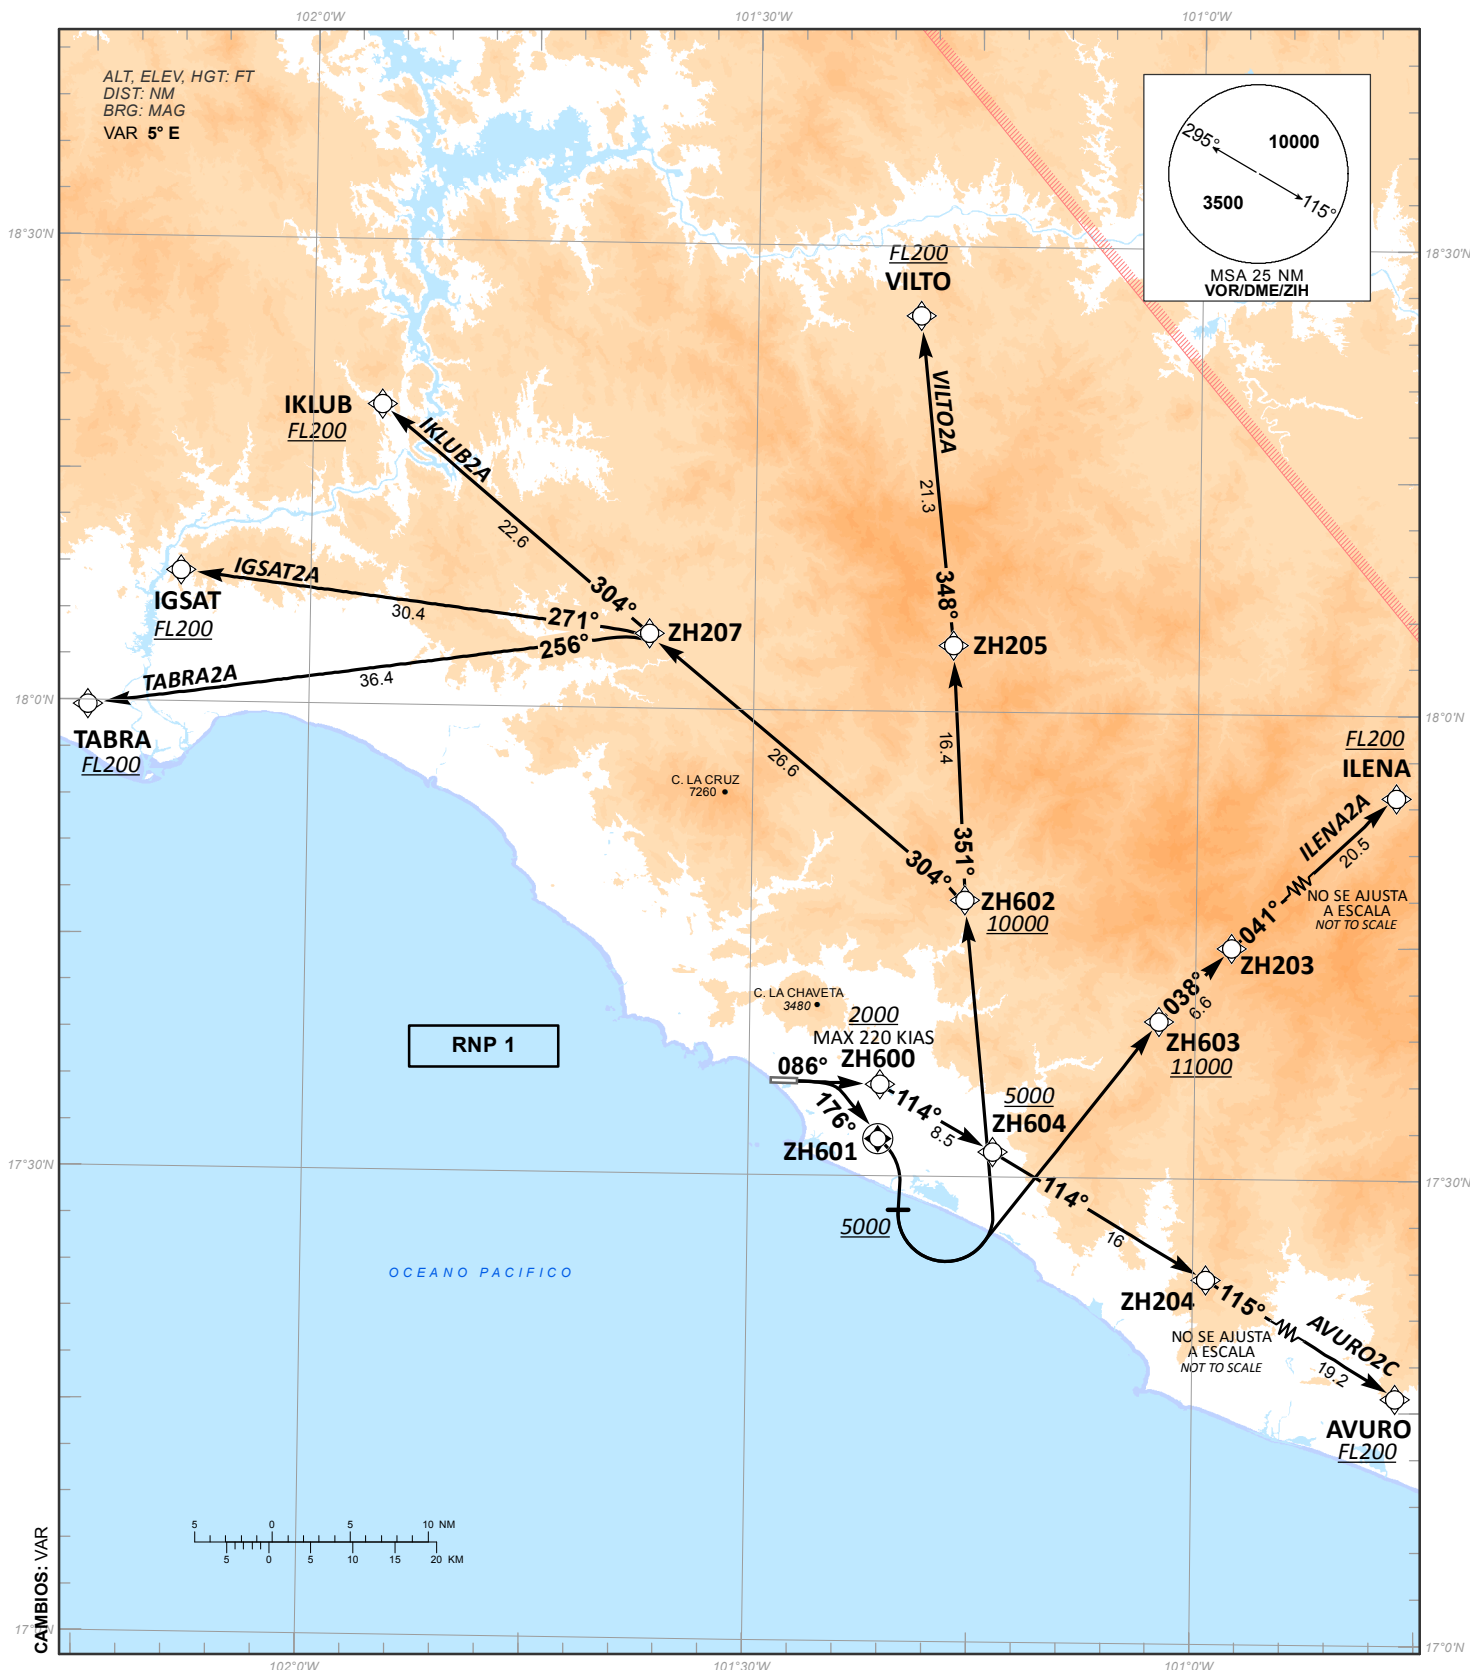 102°0'W
101°30'W
101°0'W
ALT, ELEV, HGT: FT
DIST: NM
BRG: MAG
VAR 5° E
295°
10000
3500
115°
MSA 25 NM
VOR/DME/ZIH
18°30'N
18°30'N
FL200
VILTO
VILTO2A
21.3
348°
IKLUB
FL200
IKLUB2A
22.6
304°
IGSAT2A
IGSAT
FL200
30.4
271°
256°
ZH207
ZH205
TABRA2A
36.4
18°0'N
18°0'N
TABRA
FL200
16.4
26.6
C. LA CRUZ
7260
FL200
ILENA
ILENA2A
20.5
351°
304°
ZH602
10000
NO SE AJUSTA
A ESCALA
NOT TO SCALE
041°
ZH203
038°
6.6
ZH603
11000
C. LA CHAVETA
3480
2000
MAX 220 KIAS
ZH600
RNP 1
086°
114°
8.5
5000
ZH604
176°
ZH601
17°30'N
17°30'N
114°
16
5000
OCEANO PACIFICO
ZH204
115°
NO SE AJUSTA
A ESCALA
NOT TO SCALE
AVURO2C
19.2
AVURO
FL200
5 0 5 10 NM
5 0 5 10 15 20 KM
CAMBIOS: VAR
17°0'N
17°0'N
102°0'W
101°30'W
101°0'W